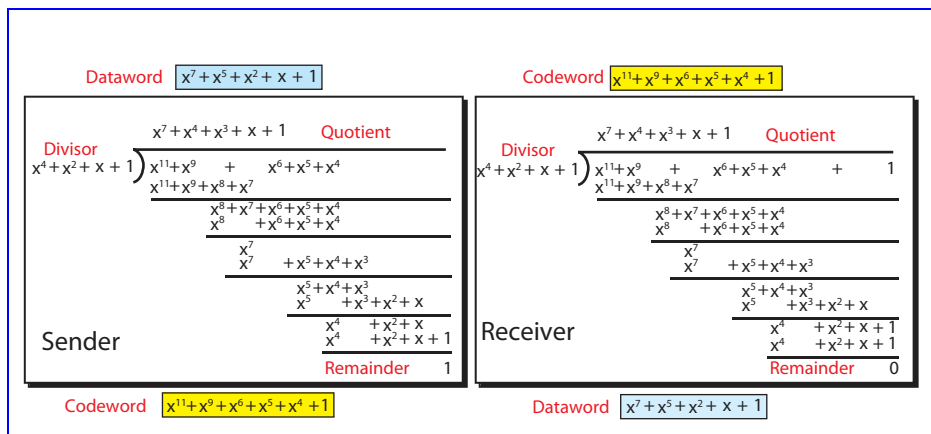 Dataword x⁷ + x⁵ + x² + x + 1
x⁷ + x⁴ + x³ + x + 1 Quotient
Divisor
x⁴ + x² + x + 1 x¹¹+ x⁹ + x⁶ + x⁵ + x⁴
x¹¹+ x⁹ + x⁸ + x⁷
x⁸ + x⁷ + x⁶ + x⁵ + x⁴
x⁸ + x⁶ + x⁵ + x⁴
x⁷
x⁷ + x⁵ + x⁴ + x³
x⁵ + x⁴ + x³
x⁵ + x³ + x² + x
x⁴ + x² + x
x⁴ + x² + x + 1
Sender
Remainder 1
Codeword x¹¹+ x⁹ + x⁶ + x⁵ + x⁴ + 1
Codeword x¹¹+ x⁹ + x⁶ + x⁵ + x⁴ + 1
x⁷ + x⁴ + x³ + x + 1 Quotient
Divisor
x⁴ + x² + x + 1 x¹¹+ x⁹ + x⁶ + x⁵ + x⁴ + 1
x¹¹+ x⁹ + x⁸ + x⁷
x⁸ + x⁷ + x⁶ + x⁵ + x⁴
x⁸ + x⁶ + x⁵ + x⁴
x⁷
x⁷ + x⁵ + x⁴ + x³
x⁵ + x⁴ + x³
x⁵ + x³ + x² + x
x⁴ + x² + x + 1
x⁴ + x² + x + 1
Receiver
Remainder 0
Dataword x⁷ + x⁵ + x² + x + 1